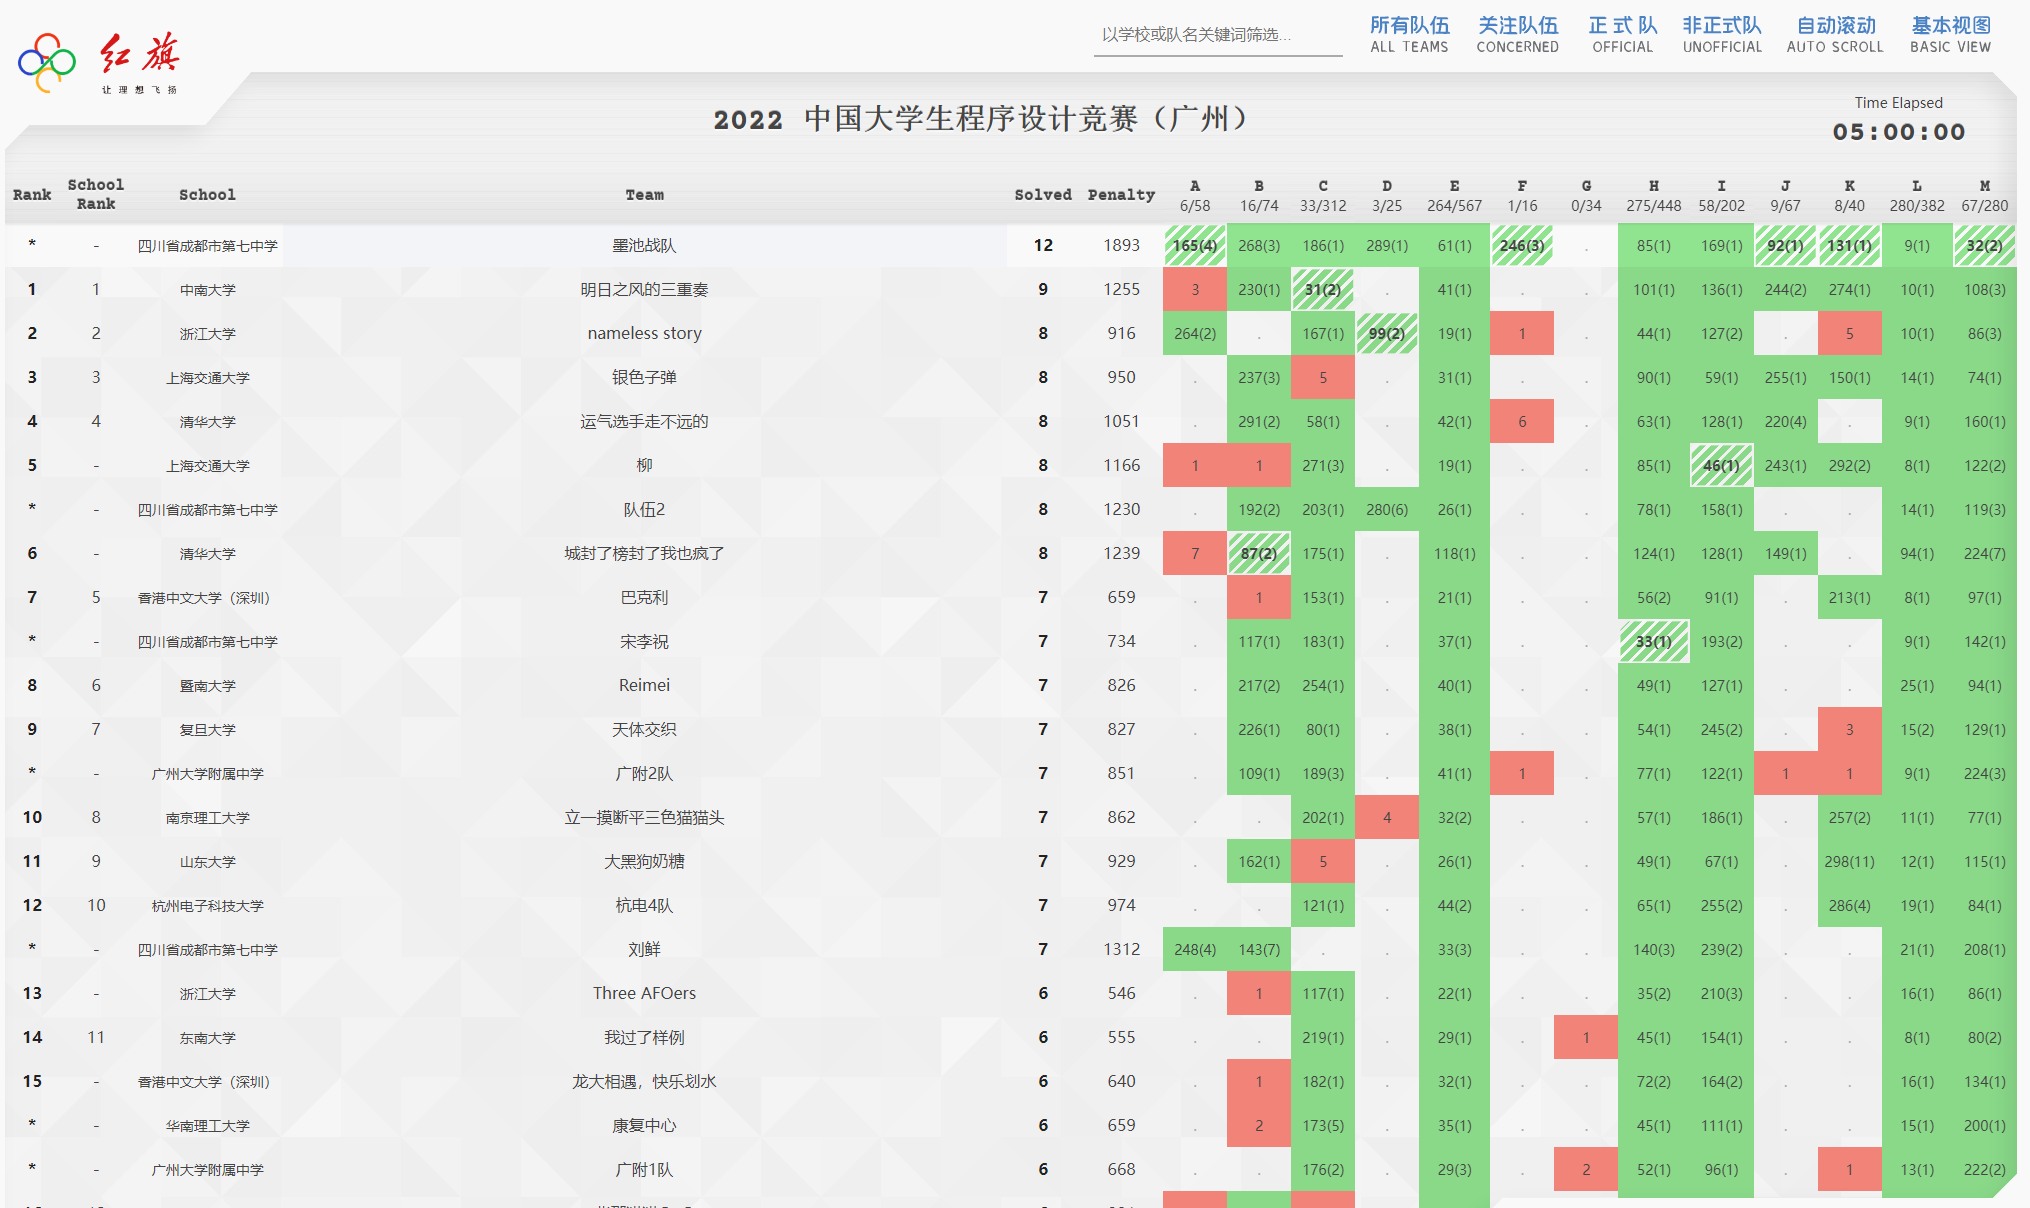 以学校或队名关键词筛选...
所有队伍 关注队伍 正式队 非正式队 自动滚动 基本视图
ALL TEAMS CONCERNED OFFICIAL UNOFFICIAL AUTO SCROLL BASIC VIEW
红旗
让理想飞扬
2022 中国大学生程序设计竞赛（广州）
Time Elapsed
05:00:00
Rank School Rank School Team Solved Penalty A B C D E F G H I J K L M
6/58 16/74 33/312 3/25 264/567 1/16 0/34 275/448 58/202 9/67 8/40 280/382 67/280
* - 四川省成都市第七中学 墨池战队 12 1893 165(4) 268(3) 186(1) 289(1) 61(1) 246(3) . 85(1) 169(1) 92(1) 131(1) 9(1) 32(2)
1 1 中南大学 明日之风的三重奏 9 1255 3 230(1) 31(2) . 41(1) . . 101(1) 136(1) 244(2) 274(1) 10(1) 108(3)
2 2 浙江大学 nameless story 8 916 264(2) . 167(1) 99(2) 19(1) 1 . 44(1) 127(2) . 5 10(1) 86(3)
3 3 上海交通大学 银色子弹 8 950 . 237(3) 5 . 31(1) . . 90(1) 59(1) 255(1) 150(1) 14(1) 74(1)
4 4 清华大学 运气选手走不远的 8 1051 . 291(2) 58(1) . 42(1) 6 . 63(1) 128(1) 220(4) . 9(1) 160(1)
5 - 上海交通大学 柳 8 1166 1 1 271(3) . 19(1) . . 85(1) 46(1) 243(1) 292(2) 8(1) 122(2)
* - 四川省成都市第七中学 队伍2 8 1230 . 192(2) 203(1) 280(6) 26(1) . . 78(1) 158(1) . . 14(1) 119(3)
6 - 清华大学 城封了榜封了我也疯了 8 1239 7 87(2) 175(1) . 118(1) . . 124(1) 128(1) 149(1) . 94(1) 224(7)
7 5 香港中文大学（深圳） 巴克利 7 659 . 1 153(1) . 21(1) . . 56(2) 91(1) . 213(1) 8(1) 97(1)
* - 四川省成都市第七中学 宋李祝 7 734 . 117(1) 183(1) . 37(1) . . 33(1) 193(2) . . 9(1) 142(1)
8 6 暨南大学 Reimei 7 826 . 217(2) 254(1) . 40(1) . . 49(1) 127(1) . . 25(1) 94(1)
9 7 复旦大学 天体交织 7 827 . 226(1) 80(1) . 38(1) . . 54(1) 245(2) . 3 15(2) 129(1)
* - 广州大学附属中学 广附2队 7 851 . 109(1) 189(3) . 41(1) 1 . 77(1) 122(1) 1 1 9(1) 224(3)
10 8 南京理工大学 立一摸断平三色猫猫头 7 862 . . 202(1) 4 32(2) . . 57(1) 186(1) . 257(2) 11(1) 77(1)
11 9 山东大学 大黑狗奶糖 7 929 . 162(1) 5 . 26(1) . . 49(1) 67(1) . 298(11) 12(1) 115(1)
12 10 杭州电子科技大学 杭电4队 7 974 . . 121(1) . 44(2) . . 65(1) 255(2) . 286(4) 19(1) 84(1)
* - 四川省成都市第七中学 刘鲜 7 1312 248(4) 143(7) . . 33(3) . . 140(3) 239(2) . . 21(1) 208(1)
13 - 浙江大学 Three AFOers 6 546 . 1 117(1) . 22(1) . . 35(2) 210(3) . . 16(1) 86(1)
14 11 东南大学 我过了样例 6 555 . . 219(1) . 29(1) . 1 45(1) 154(1) . . 8(1) 80(2)
15 - 香港中文大学（深圳） 龙大相遇，快乐划水 6 640 . 1 182(1) . 32(1) . . 72(2) 164(2) . . 16(1) 134(1)
* - 华南理工大学 康复中心 6 659 . 2 173(5) . 35(1) . . 45(1) 111(1) . . 15(1) 200(1)
* - 广州大学附属中学 广附1队 6 668 . . 176(2) . 29(3) . 2 52(1) 96(1) . 1 13(1) 222(2)